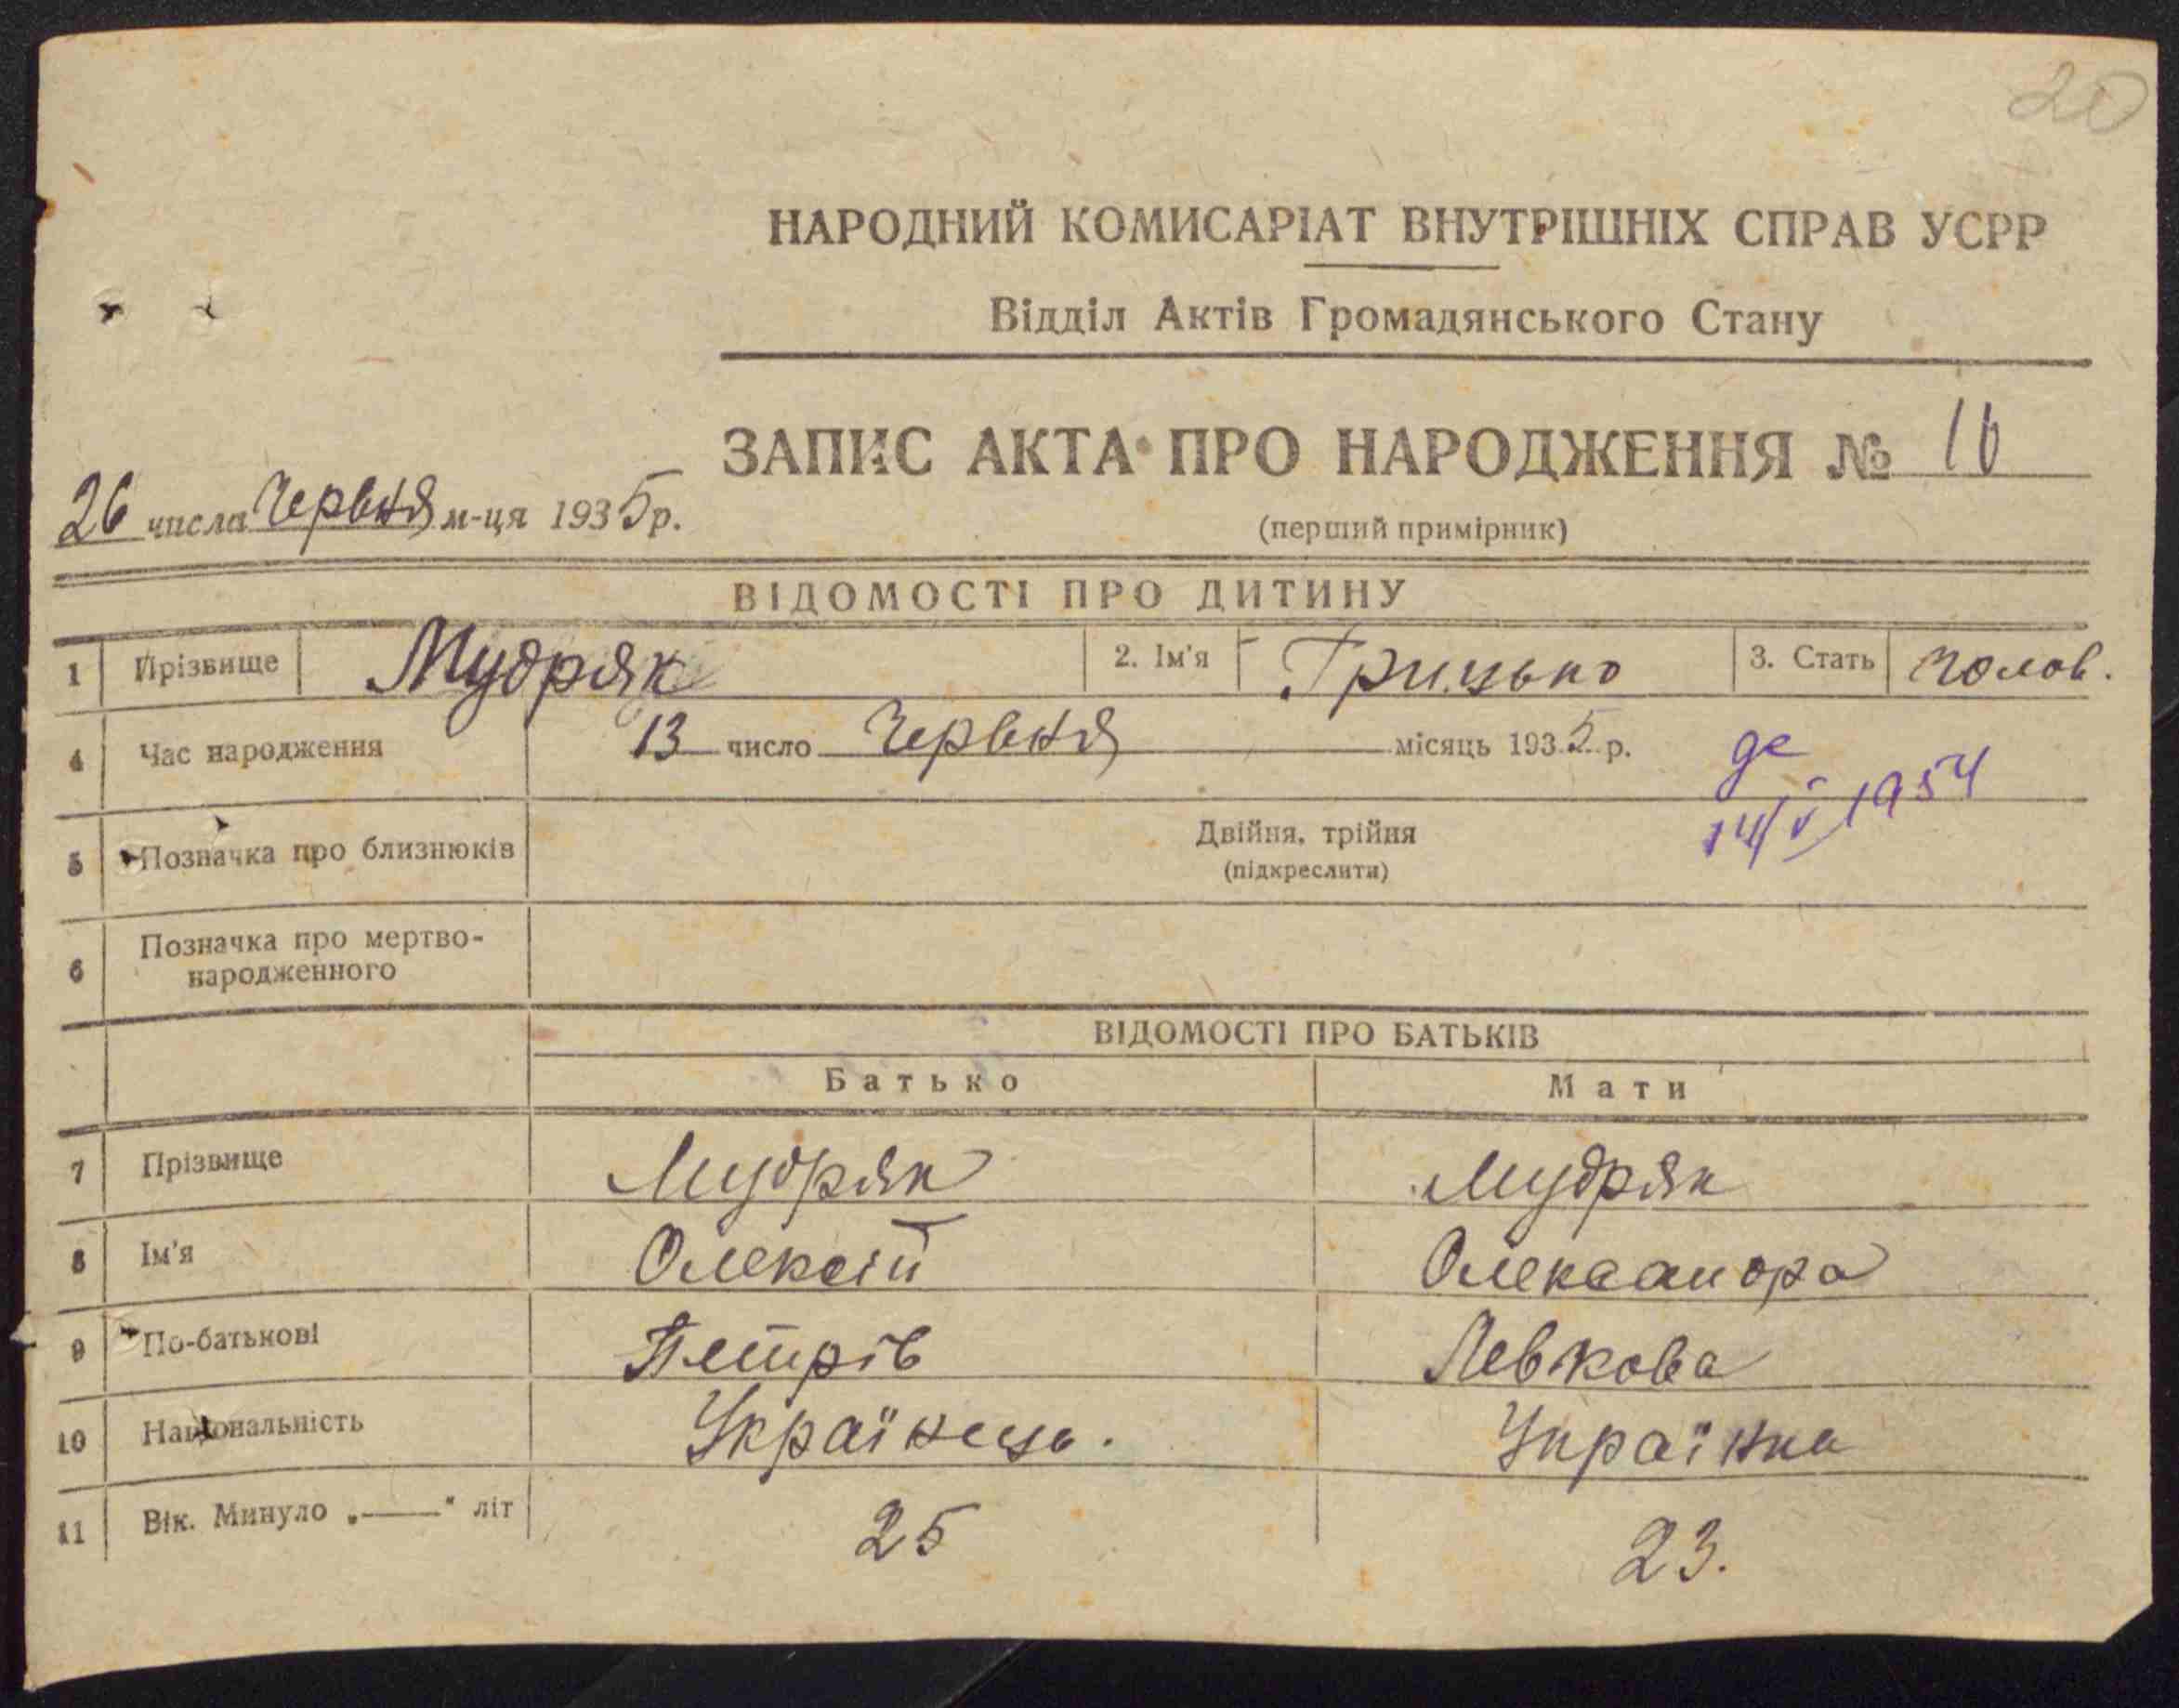 20
НАРОДНИЙ КОМИСАРІАТ ВНУТРІШНІХ СПРАВ УСРР
Відділ Актів Громадянського Стану
ЗАПИС АКТА ПРО НАРОДЖЕННЯ № 16
26 числа Червня м-ця 1935 р.
(перший примірник)
ВІДОМОСТІ ПРО ДИТИНУ
1 Прізвище Мудряк 2. Ім'я Грицько 3. Стать чолов.
4 Час народження 13 число Червня місяць 1935 р.
де
14/V 1954
5 Позначка про близнюків Двійня, трійня
(підкреслити)
6 Позначка про мертво-
народженного
ВІДОМОСТІ ПРО БАТЬКІВ
Батько Мати
7 Прізвище Мудряк Мудряк
8 Ім'я Олексій Олександра
9 По-батькові Петрів Левкова
10 Національність Українець. Українка
11 Вік. Минуло „——" літ 25 23.